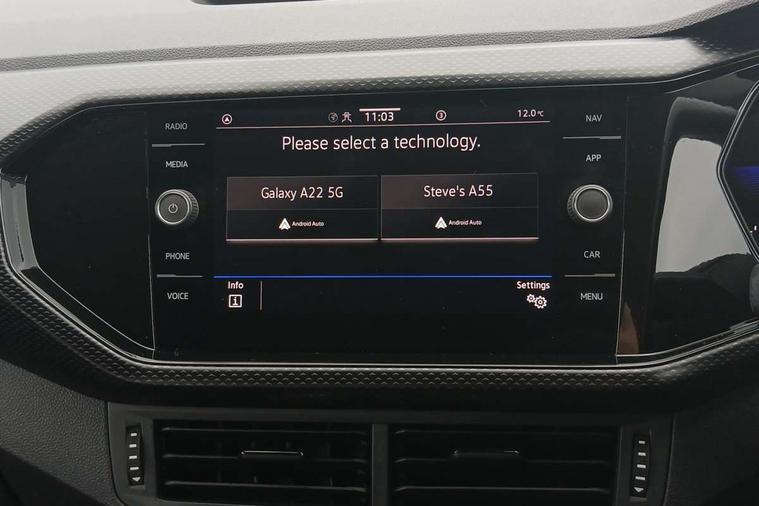 RADIO
MEDIA
PHONE
VOICE
11:03
3
12.0 °C
Please select a technology.
Galaxy A22 5G
Android Auto
Steve's A55
Android Auto
Info
i
Settings
NAV
APP
CAR
MENU